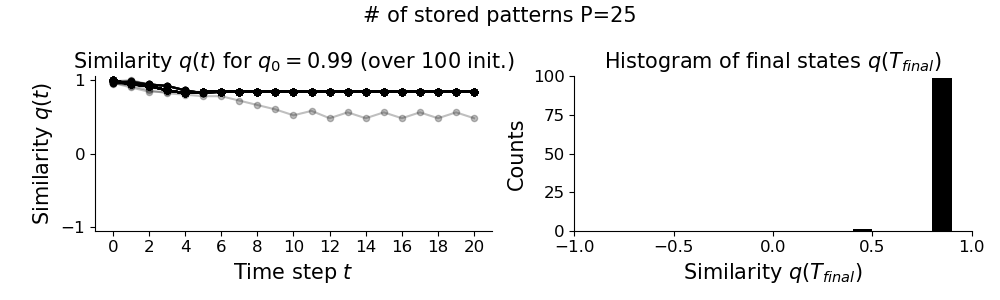 # of stored patterns P=25
Similarity q(t) for q₀ = 0.99 (over 100 init.)
Histogram of final states q(T_final)
1
0
−1
Similarity q(t)
0 2 4 6 8 10 12 14 16 18 20
Time step t
100
75
50
25
0
Counts
−1.0 −0.5 0.0 0.5 1.0
Similarity q(T_final)